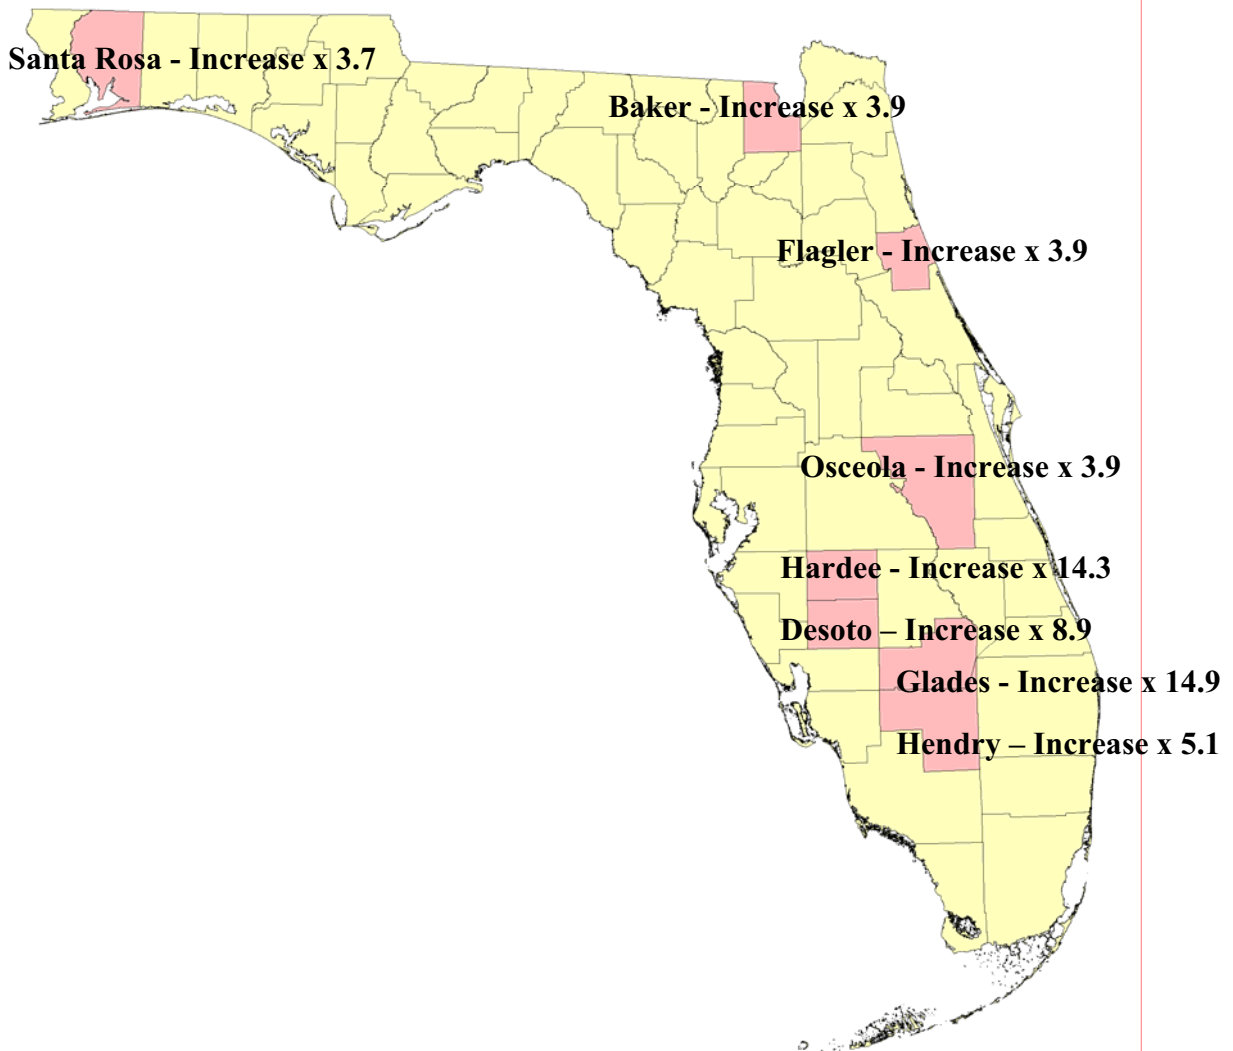 Santa Rosa - Increase x 3.7
Baker - Increase x 3.9
Flagler - Increase x 3.9
Osceola - Increase x 3.9
Hardee - Increase x 14.3
Desoto – Increase x 8.9
Glades - Increase x 14.9
Hendry – Increase x 5.1